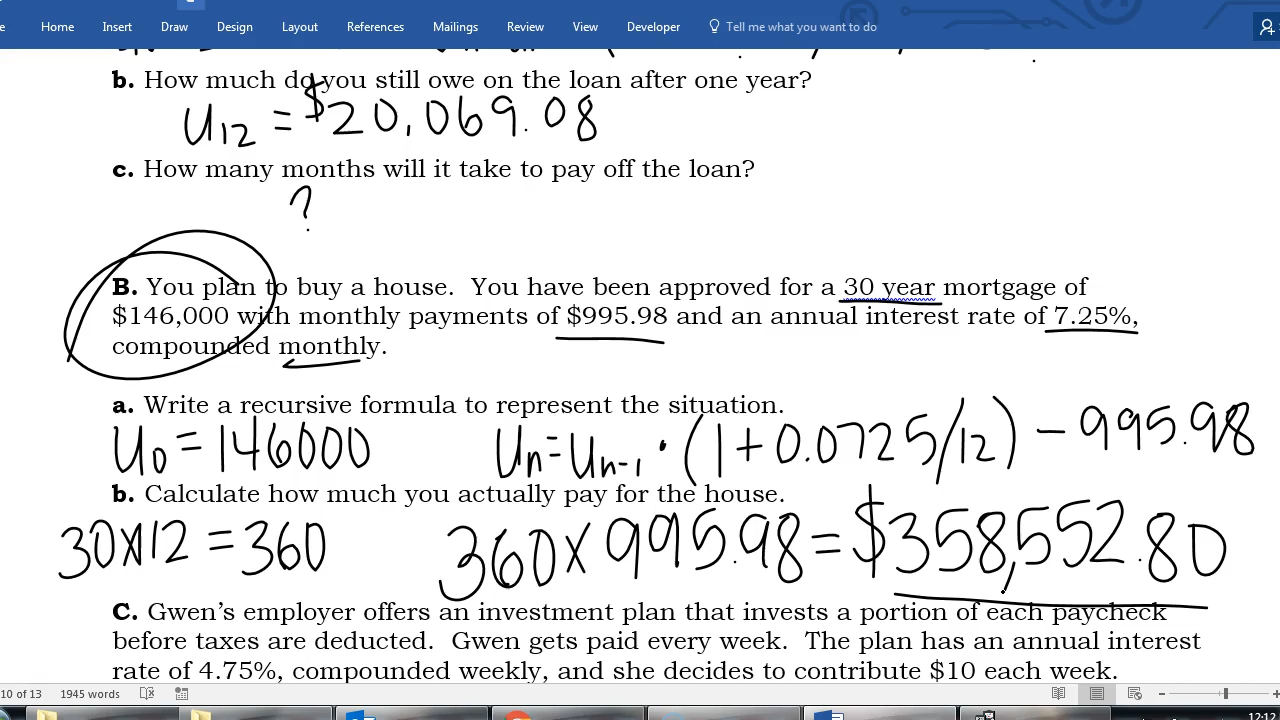 Home Insert Draw Design Layout References Mailings Review View Developer Tell me what you want to do
b. How much do you still owe on the loan after one year?
u12 = $20,069.08
c. How many months will it take to pay off the loan?
?
B. You plan to buy a house. You have been approved for a 30 year mortgage of
$146,000 with monthly payments of $995.98 and an annual interest rate of 7.25%,
compounded monthly.
a. Write a recursive formula to represent the situation.
u0 = 146000 un = un-1 · (1 + 0.0725/12) - 995.98
b. Calculate how much you actually pay for the house.
30×12 = 360 360×995.98 = $358,552.80
C. Gwen's employer offers an investment plan that invests a portion of each paycheck
before taxes are deducted. Gwen gets paid every week. The plan has an annual interest
rate of 4.75%, compounded weekly, and she decides to contribute $10 each week.
10 of 13 1945 words
12:12